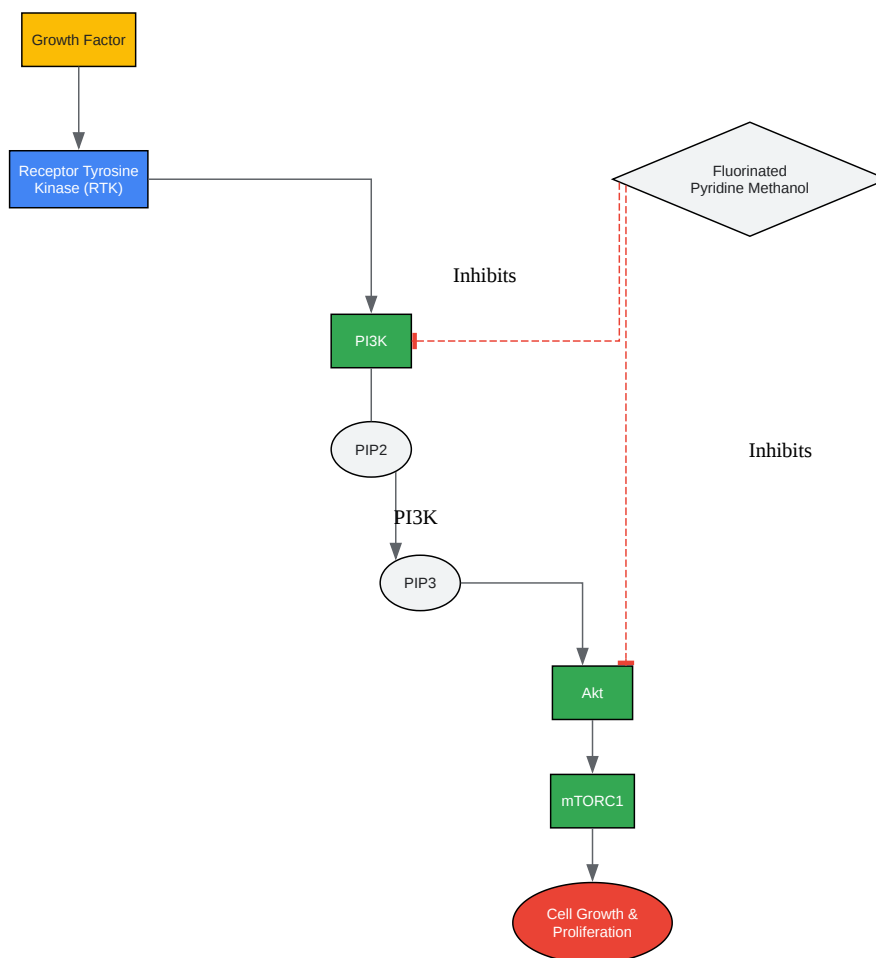 Growth Factor
Receptor Tyrosine
Kinase (RTK)
Fluorinated
Pyridine Methanol
Inhibits
PI3K
PIP2
Inhibits
PI3K
PIP3
Akt
mTORC1
Cell Growth &
Proliferation